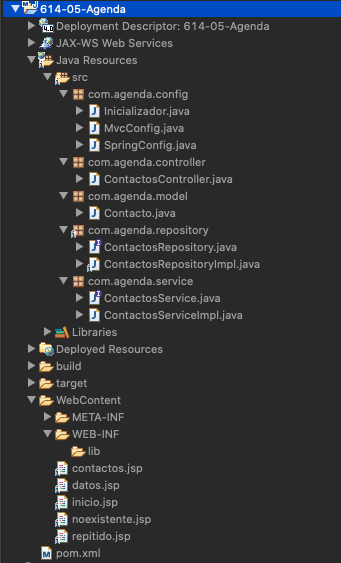 614-05-Agenda
Deployment Descriptor: 614-05-Agenda
JAX-WS Web Services
Java Resources
src
com.agenda.config
Inicializador.java
MvcConfig.java
SpringConfig.java
com.agenda.controller
ContactosController.java
com.agenda.model
Contacto.java
com.agenda.repository
ContactosRepository.java
ContactosRepositoryImpl.java
com.agenda.service
ContactosService.java
ContactosServiceImpl.java
Libraries
Deployed Resources
build
target
WebContent
META-INF
WEB-INF
lib
contactos.jsp
datos.jsp
inicio.jsp
noexistente.jsp
repitido.jsp
pom.xml